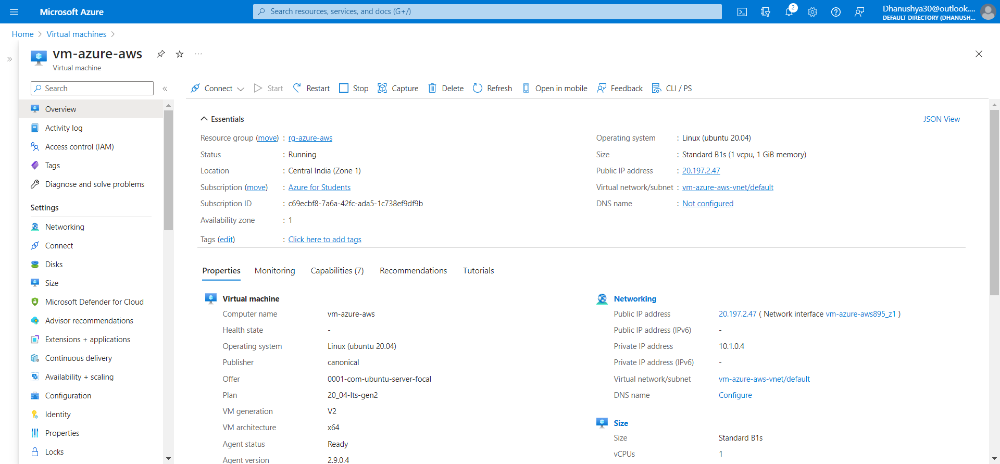 Microsoft Azure
Search resources, services, and docs (G+/)
2
Dhanushya30@outlook....
DEFAULT DIRECTORY (DHANUSH...
Home > Virtual machines >
vm-azure-aws
Virtual machine
Search
Connect
Start
Restart
Stop
Capture
Delete
Refresh
Open in mobile
Feedback
CLI / PS
Overview
Activity log
Access control (IAM)
Tags
Diagnose and solve problems
Settings
Networking
Connect
Disks
Size
Microsoft Defender for Cloud
Advisor recommendations
Extensions + applications
Continuous delivery
Availability + scaling
Configuration
Identity
Properties
Locks
Essentials
JSON View
Resource group (move) : rg-azure-aws
Status : Running
Location : Central India (Zone 1)
Subscription (move) : Azure for Students
Subscription ID : c69ecbf8-7a6a-42fc-ada5-1c738ef9df9b
Availability zone : 1
Tags (edit) : Click here to add tags
Operating system : Linux (ubuntu 20.04)
Size : Standard B1s (1 vcpu, 1 GiB memory)
Public IP address : 20.197.2.47
Virtual network/subnet : vm-azure-aws-vnet/default
DNS name : Not configured
Properties
Monitoring
Capabilities (7)
Recommendations
Tutorials
Virtual machine
Computer name vm-azure-aws
Health state -
Operating system Linux (ubuntu 20.04)
Publisher canonical
Offer 0001-com-ubuntu-server-focal
Plan 20_04-lts-gen2
VM generation V2
VM architecture x64
Agent status Ready
Agent version 2.9.0.4
Networking
Public IP address 20.197.2.47 ( Network interface vm-azure-aws895_z1 )
Public IP address (IPv6) -
Private IP address 10.1.0.4
Private IP address (IPv6) -
Virtual network/subnet vm-azure-aws-vnet/default
DNS name Configure
Size
Size Standard B1s
vCPUs 1